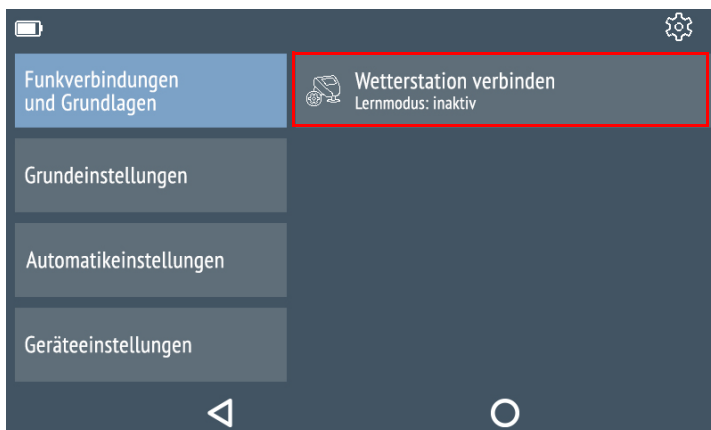 Funkverbindungen
und Grundlagen
Wetterstation verbinden
Lernmodus: inaktiv
Grundeinstellungen
Automatikeinstellungen
Geräteeinstellungen